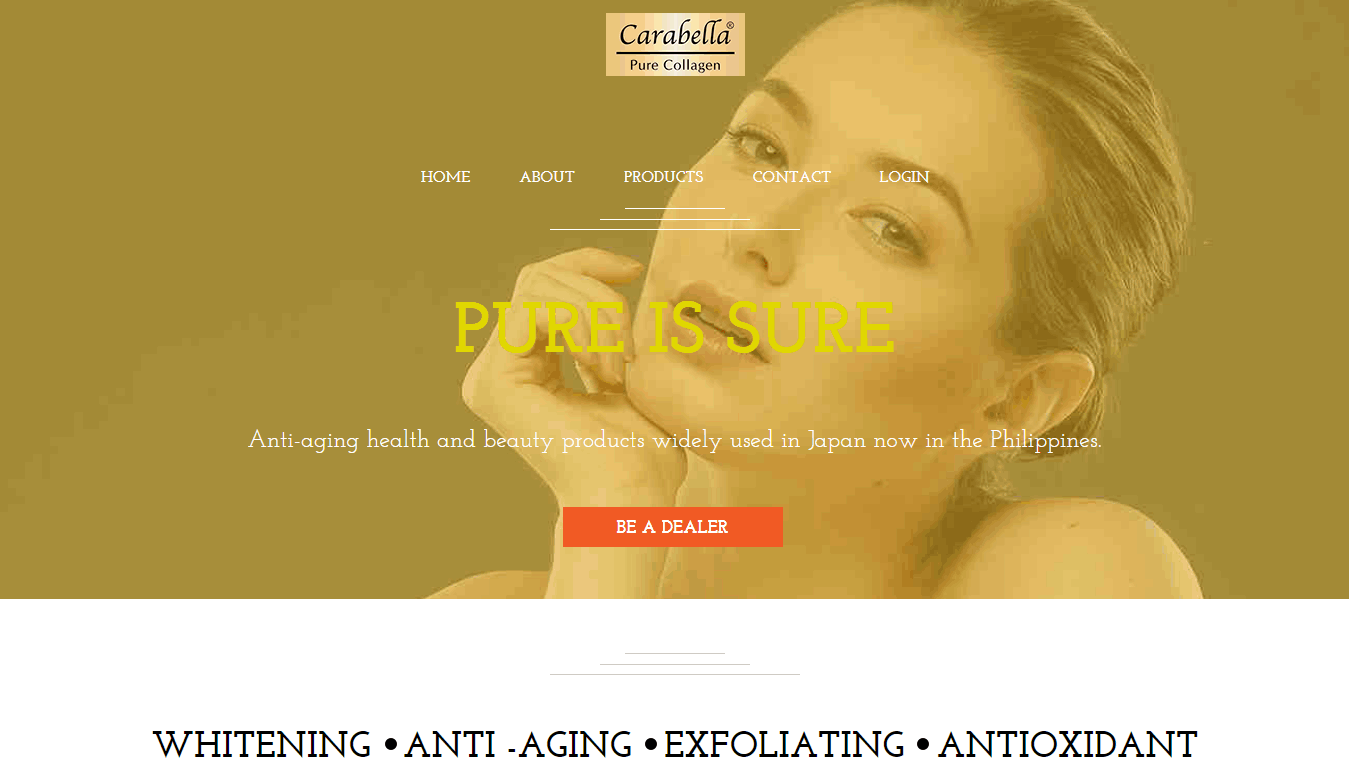 Carabella®
Pure Collagen
HOME ABOUT PRODUCTS CONTACT LOGIN
PURE IS SURE
Anti-aging health and beauty products widely used in Japan now in the Philippines.
BE A DEALER
WHITENING •ANTI -AGING •EXFOLIATING • ANTIOXIDANT